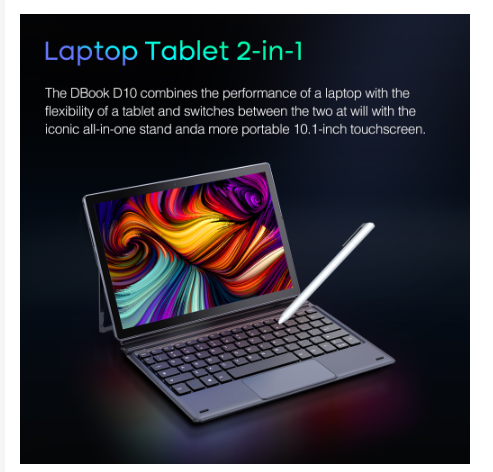 Laptop Tablet 2-in-1
The DBook D10 combines the performance of a laptop with the
flexibility of a tablet and switches between the two at will with the
iconic all-in-one stand anda more portable 10.1-inch touchscreen.